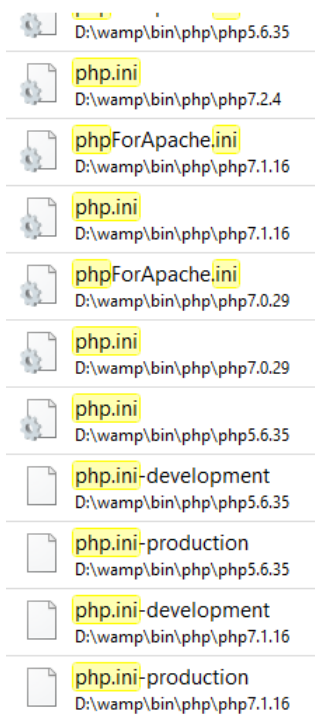 D:\wamp\bin\php\php5.6.35
php.ini
D:\wamp\bin\php\php7.2.4
phpForApache.ini
D:\wamp\bin\php\php7.1.16
php.ini
D:\wamp\bin\php\php7.1.16
phpForApache.ini
D:\wamp\bin\php\php7.0.29
php.ini
D:\wamp\bin\php\php7.0.29
php.ini
D:\wamp\bin\php\php5.6.35
php.ini-development
D:\wamp\bin\php\php5.6.35
php.ini-production
D:\wamp\bin\php\php5.6.35
php.ini-development
D:\wamp\bin\php\php7.1.16
php.ini-production
D:\wamp\bin\php\php7.1.16